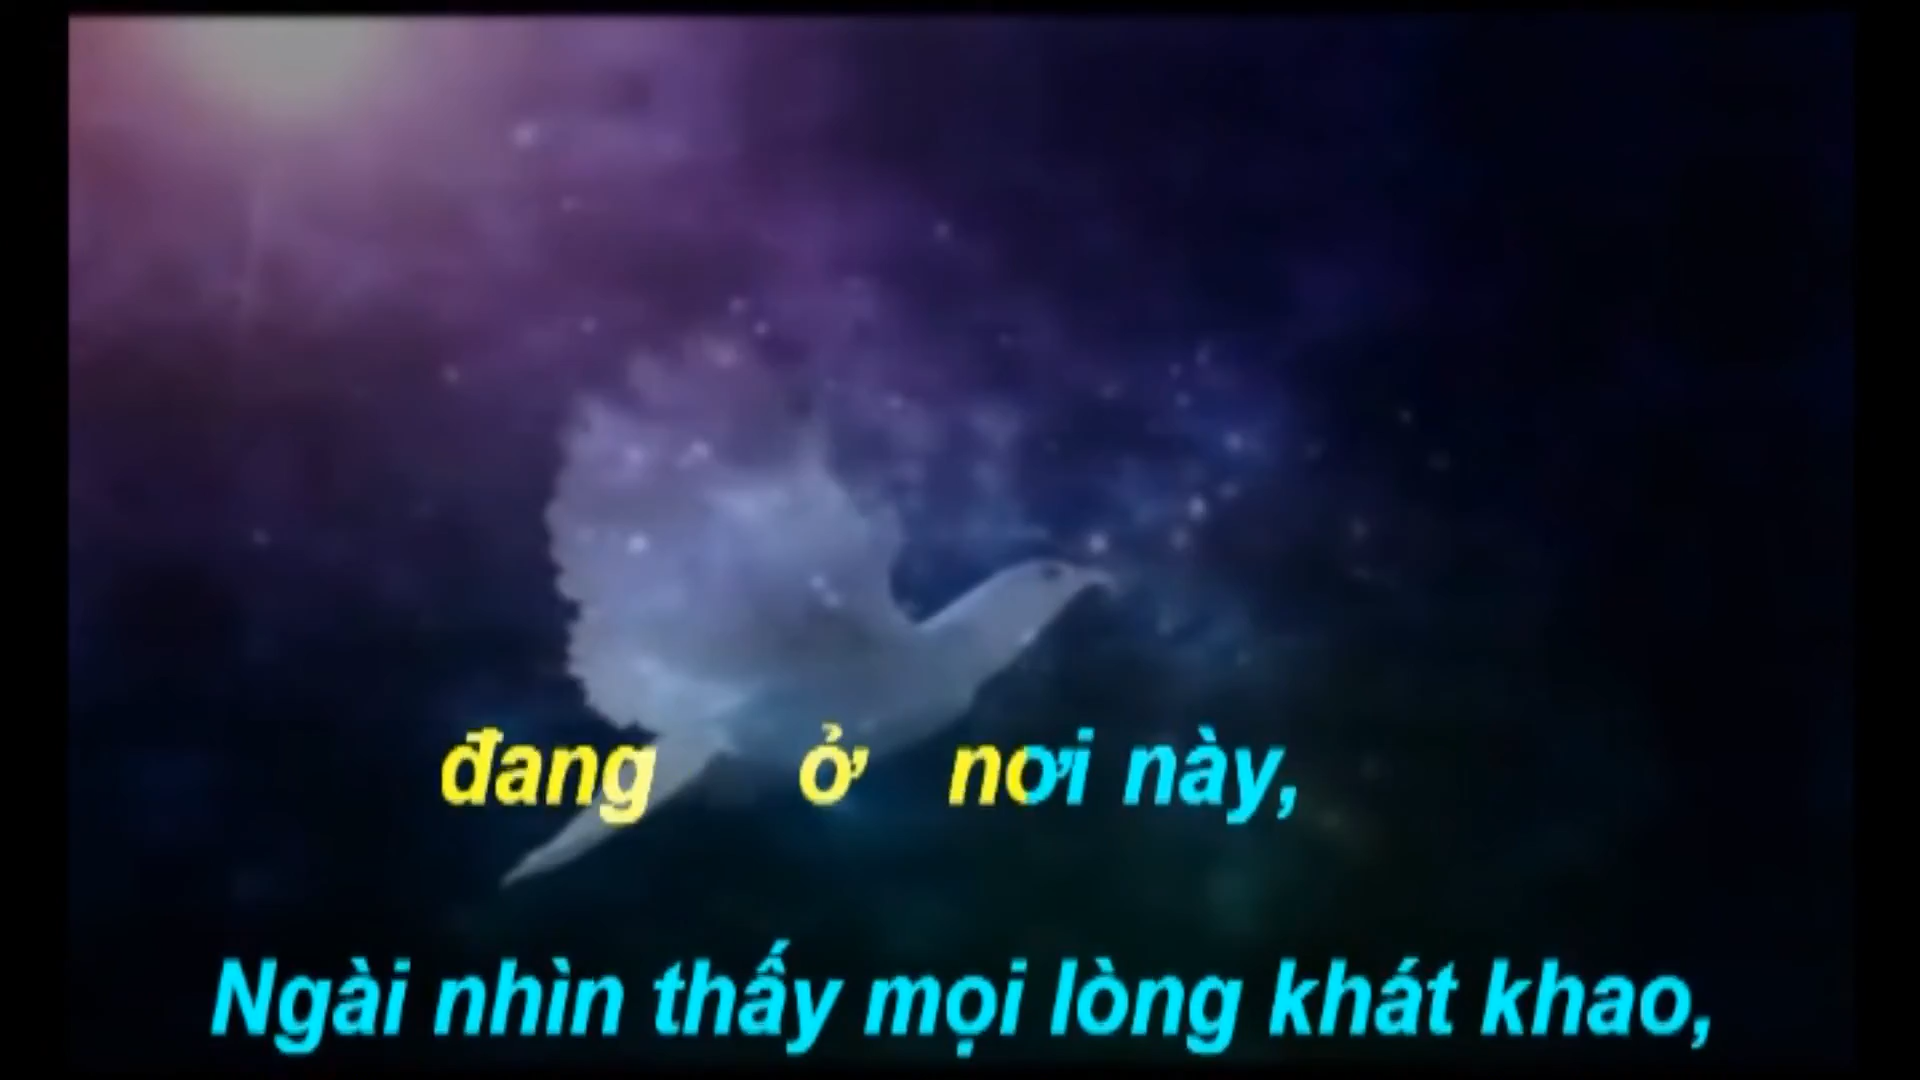 đang ở nơi này,
Ngài nhìn thấy mọi lòng khát khao,